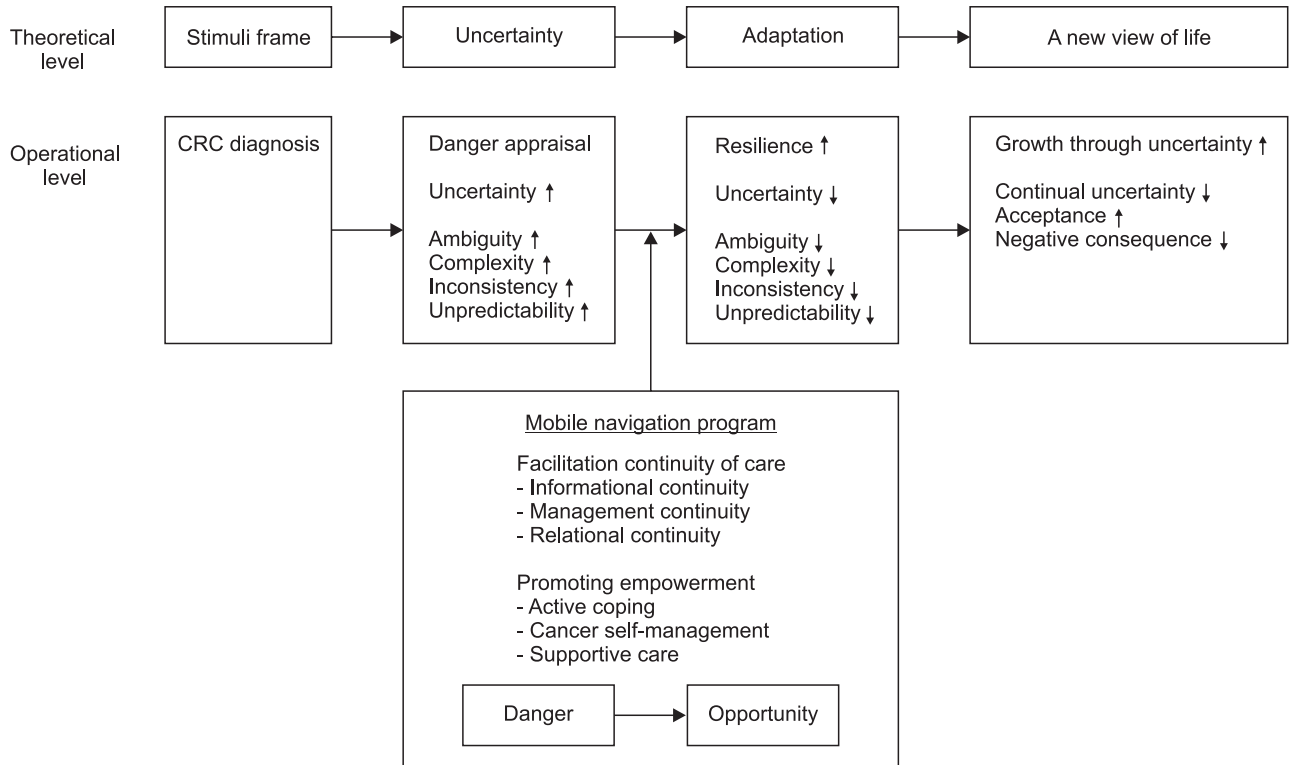 Theoretical
level
Stimuli frame
Uncertainty
Adaptation
A new view of life
Operational
level
CRC diagnosis
Danger appraisal
Uncertainty ↑
Ambiguity ↑
Complexity ↑
Inconsistency ↑
Unpredictability ↑
Resilience ↑
Uncertainty ↓
Ambiguity ↓
Complexity ↓
Inconsistency ↓
Unpredictability ↓
Growth through uncertainty ↑
Continual uncertainty ↓
Acceptance ↑
Negative consequence ↓
Mobile navigation program
Facilitation continuity of care
- Informational continuity
- Management continuity
- Relational continuity
Promoting empowerment
- Active coping
- Cancer self-management
- Supportive care
Danger
Opportunity